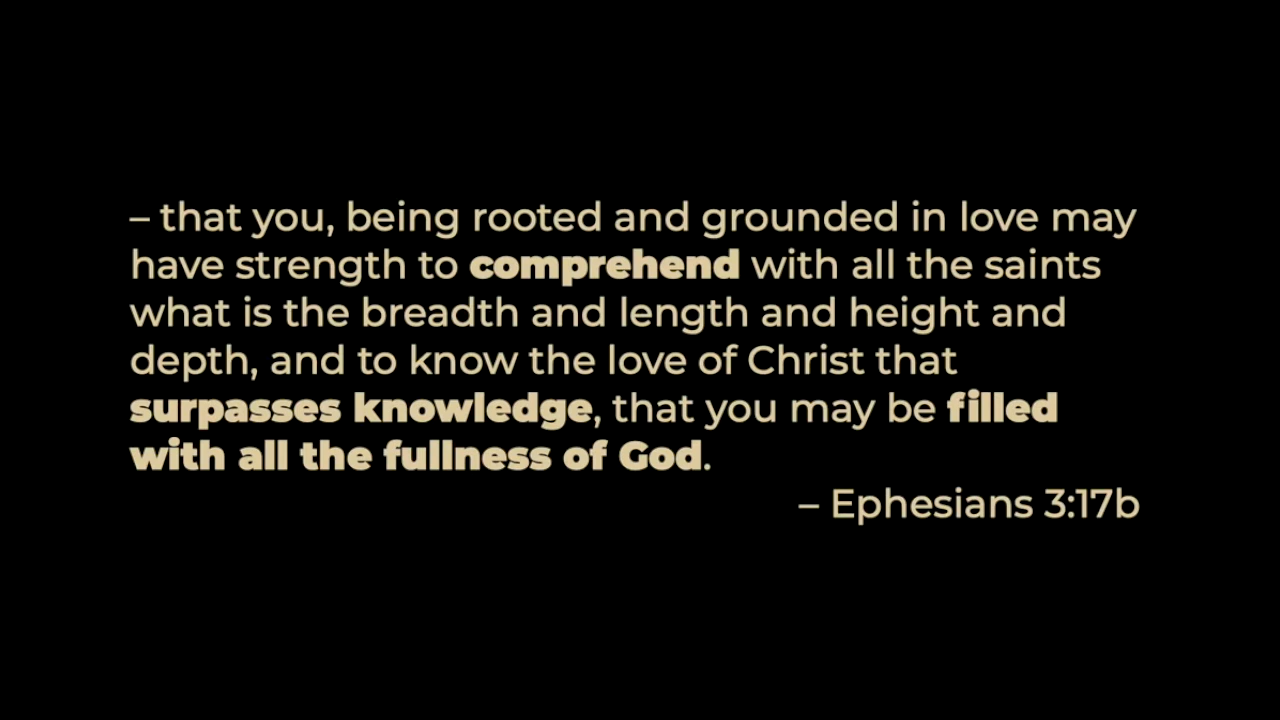 – that you, being rooted and grounded in love may
have strength to comprehend with all the saints
what is the breadth and length and height and
depth, and to know the love of Christ that
surpasses knowledge, that you may be filled
with all the fullness of God.
– Ephesians 3:17b